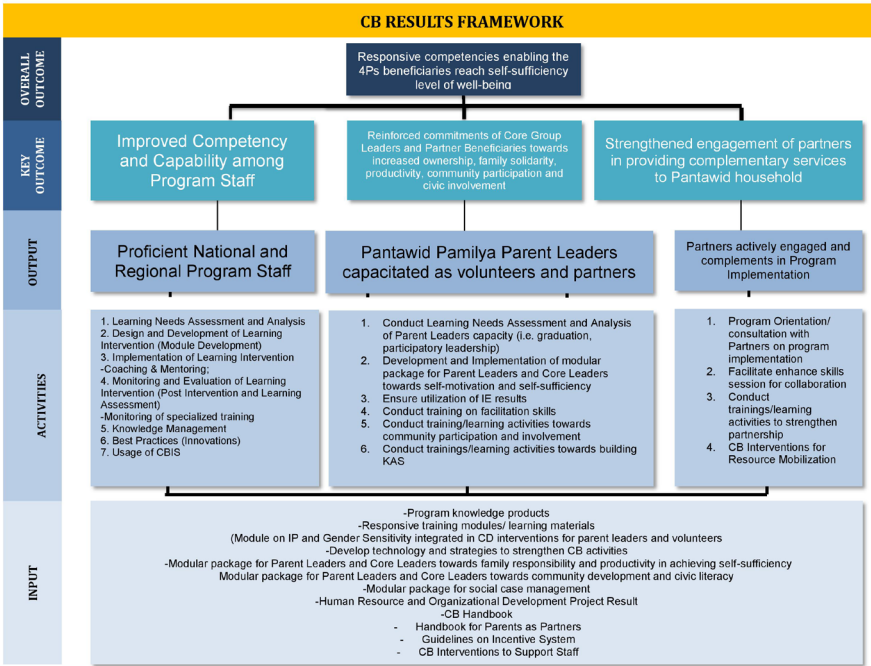 CB RESULTS FRAMEWORK
OVERALL
OUTCOME
Responsive competencies enabling the
4Ps beneficiaries reach self-sufficiency
level of well-being
KEY
OUTCOME
Improved Competency
and Capability among
Program Staff
Reinforced commitments of Core Group
Leaders and Partner Beneficiaries towards
increased ownership, family solidarity,
productivity, community participation and
civic involvement
Strengthened engagement of partners
in providing complementary services
to Pantawid household
OUTPUT
Proficient National and
Regional Program Staff
Pantawid Pamilya Parent Leaders
capacitated as volunteers and partners
Partners actively engaged and
complements in Program
Implementation
ACTIVITIES
1. Learning Needs Assessment and Analysis
2. Design and Development of Learning
Intervention (Module Development)
3. Implementation of Learning Intervention
-Coaching & Mentoring;
4. Monitoring and Evaluation of Learning
Intervention (Post Intervention and Learning
Assessment)
-Monitoring of specialized training
5. Knowledge Management
6. Best Practices (Innovations)
7. Usage of CBIS
1. Conduct Learning Needs Assessment and Analysis
of Parent Leaders capacity (i.e. graduation,
participatory leadership)
2. Development and Implementation of modular
package for Parent Leaders and Core Leaders
towards self-motivation and self-sufficiency
3. Ensure utilization of IE results
4. Conduct training on facilitation skills
5. Conduct training/learning activities towards
community participation and involvement
6. Conduct trainings/learning activities towards building
KAS
1. Program Orientation/
consultation with
Partners on program
implementation
2. Facilitate enhance skills
session for collaboration
3. Conduct
trainings/learning
activities to strengthen
partnership
4. CB Interventions for
Resource Mobilization
INPUT
-Program knowledge products
-Responsive training modules/ learning materials
(Module on IP and Gender Sensitivity integrated in CD interventions for parent leaders and volunteers
-Develop technology and strategies to strengthen CB activities
-Modular package for Parent Leaders and Core Leaders towards family responsibility and productivity in achieving self-sufficiency
Modular package for Parent Leaders and Core Leaders towards community development and civic literacy
-Modular package for social case management
-Human Resource and Organizational Development Project Result
-CB Handbook
- Handbook for Parents as Partners
- Guidelines on Incentive System
- CB Interventions to Support Staff